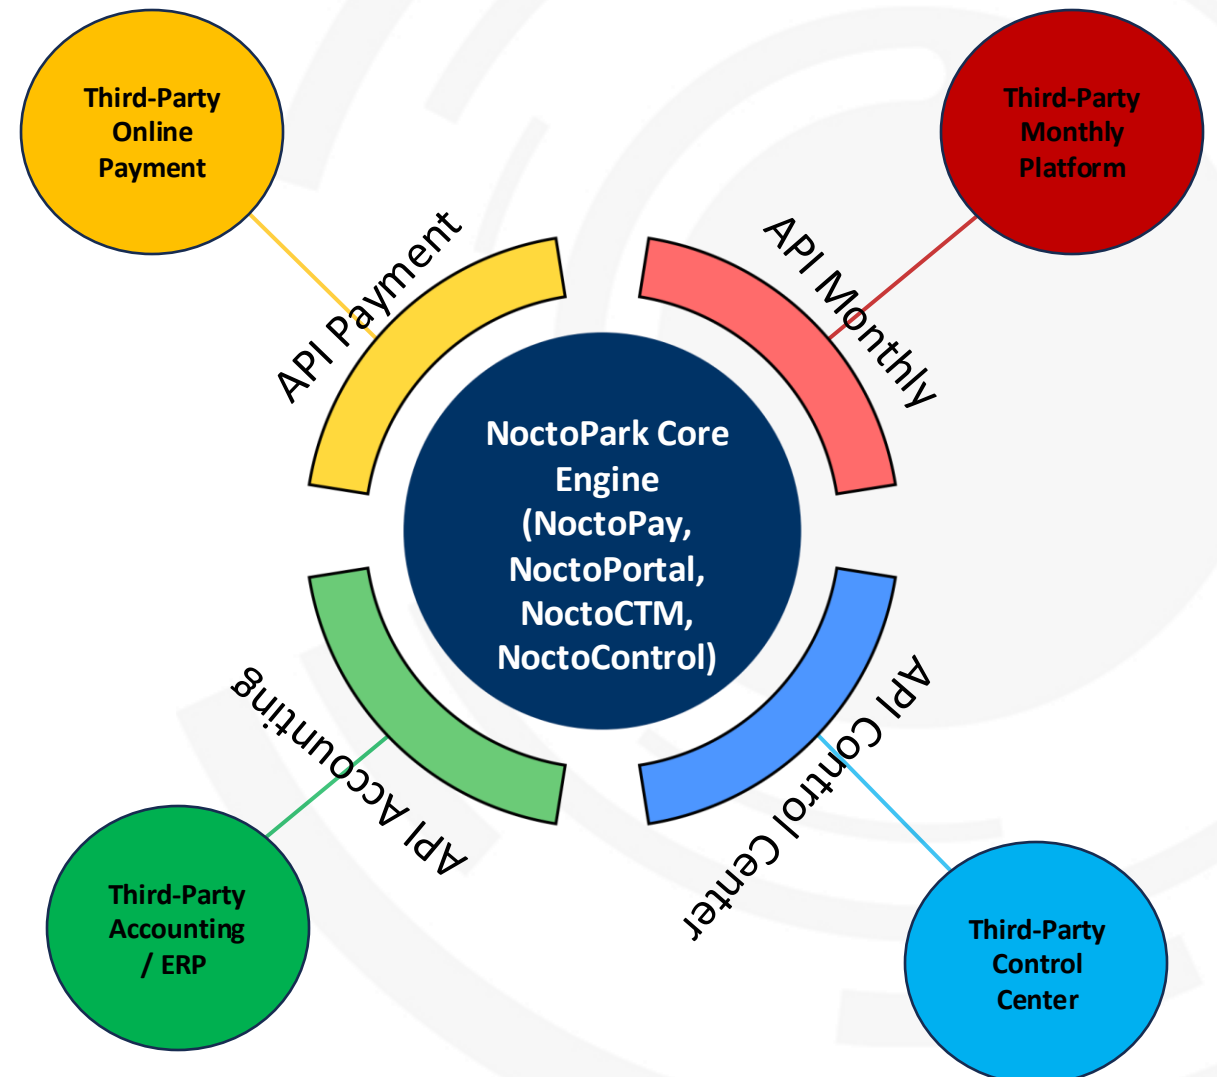 Third-Party
Online
Payment
Third-Party
Monthly
Platform
API Payment
API Monthly
NoctoPark Core
Engine
(NoctoPay,
NoctoPortal,
NoctoCTM,
NoctoControl)
API Accounting
API Control Center
Third-Party
Accounting
/ ERP
Third-Party
Control
Center